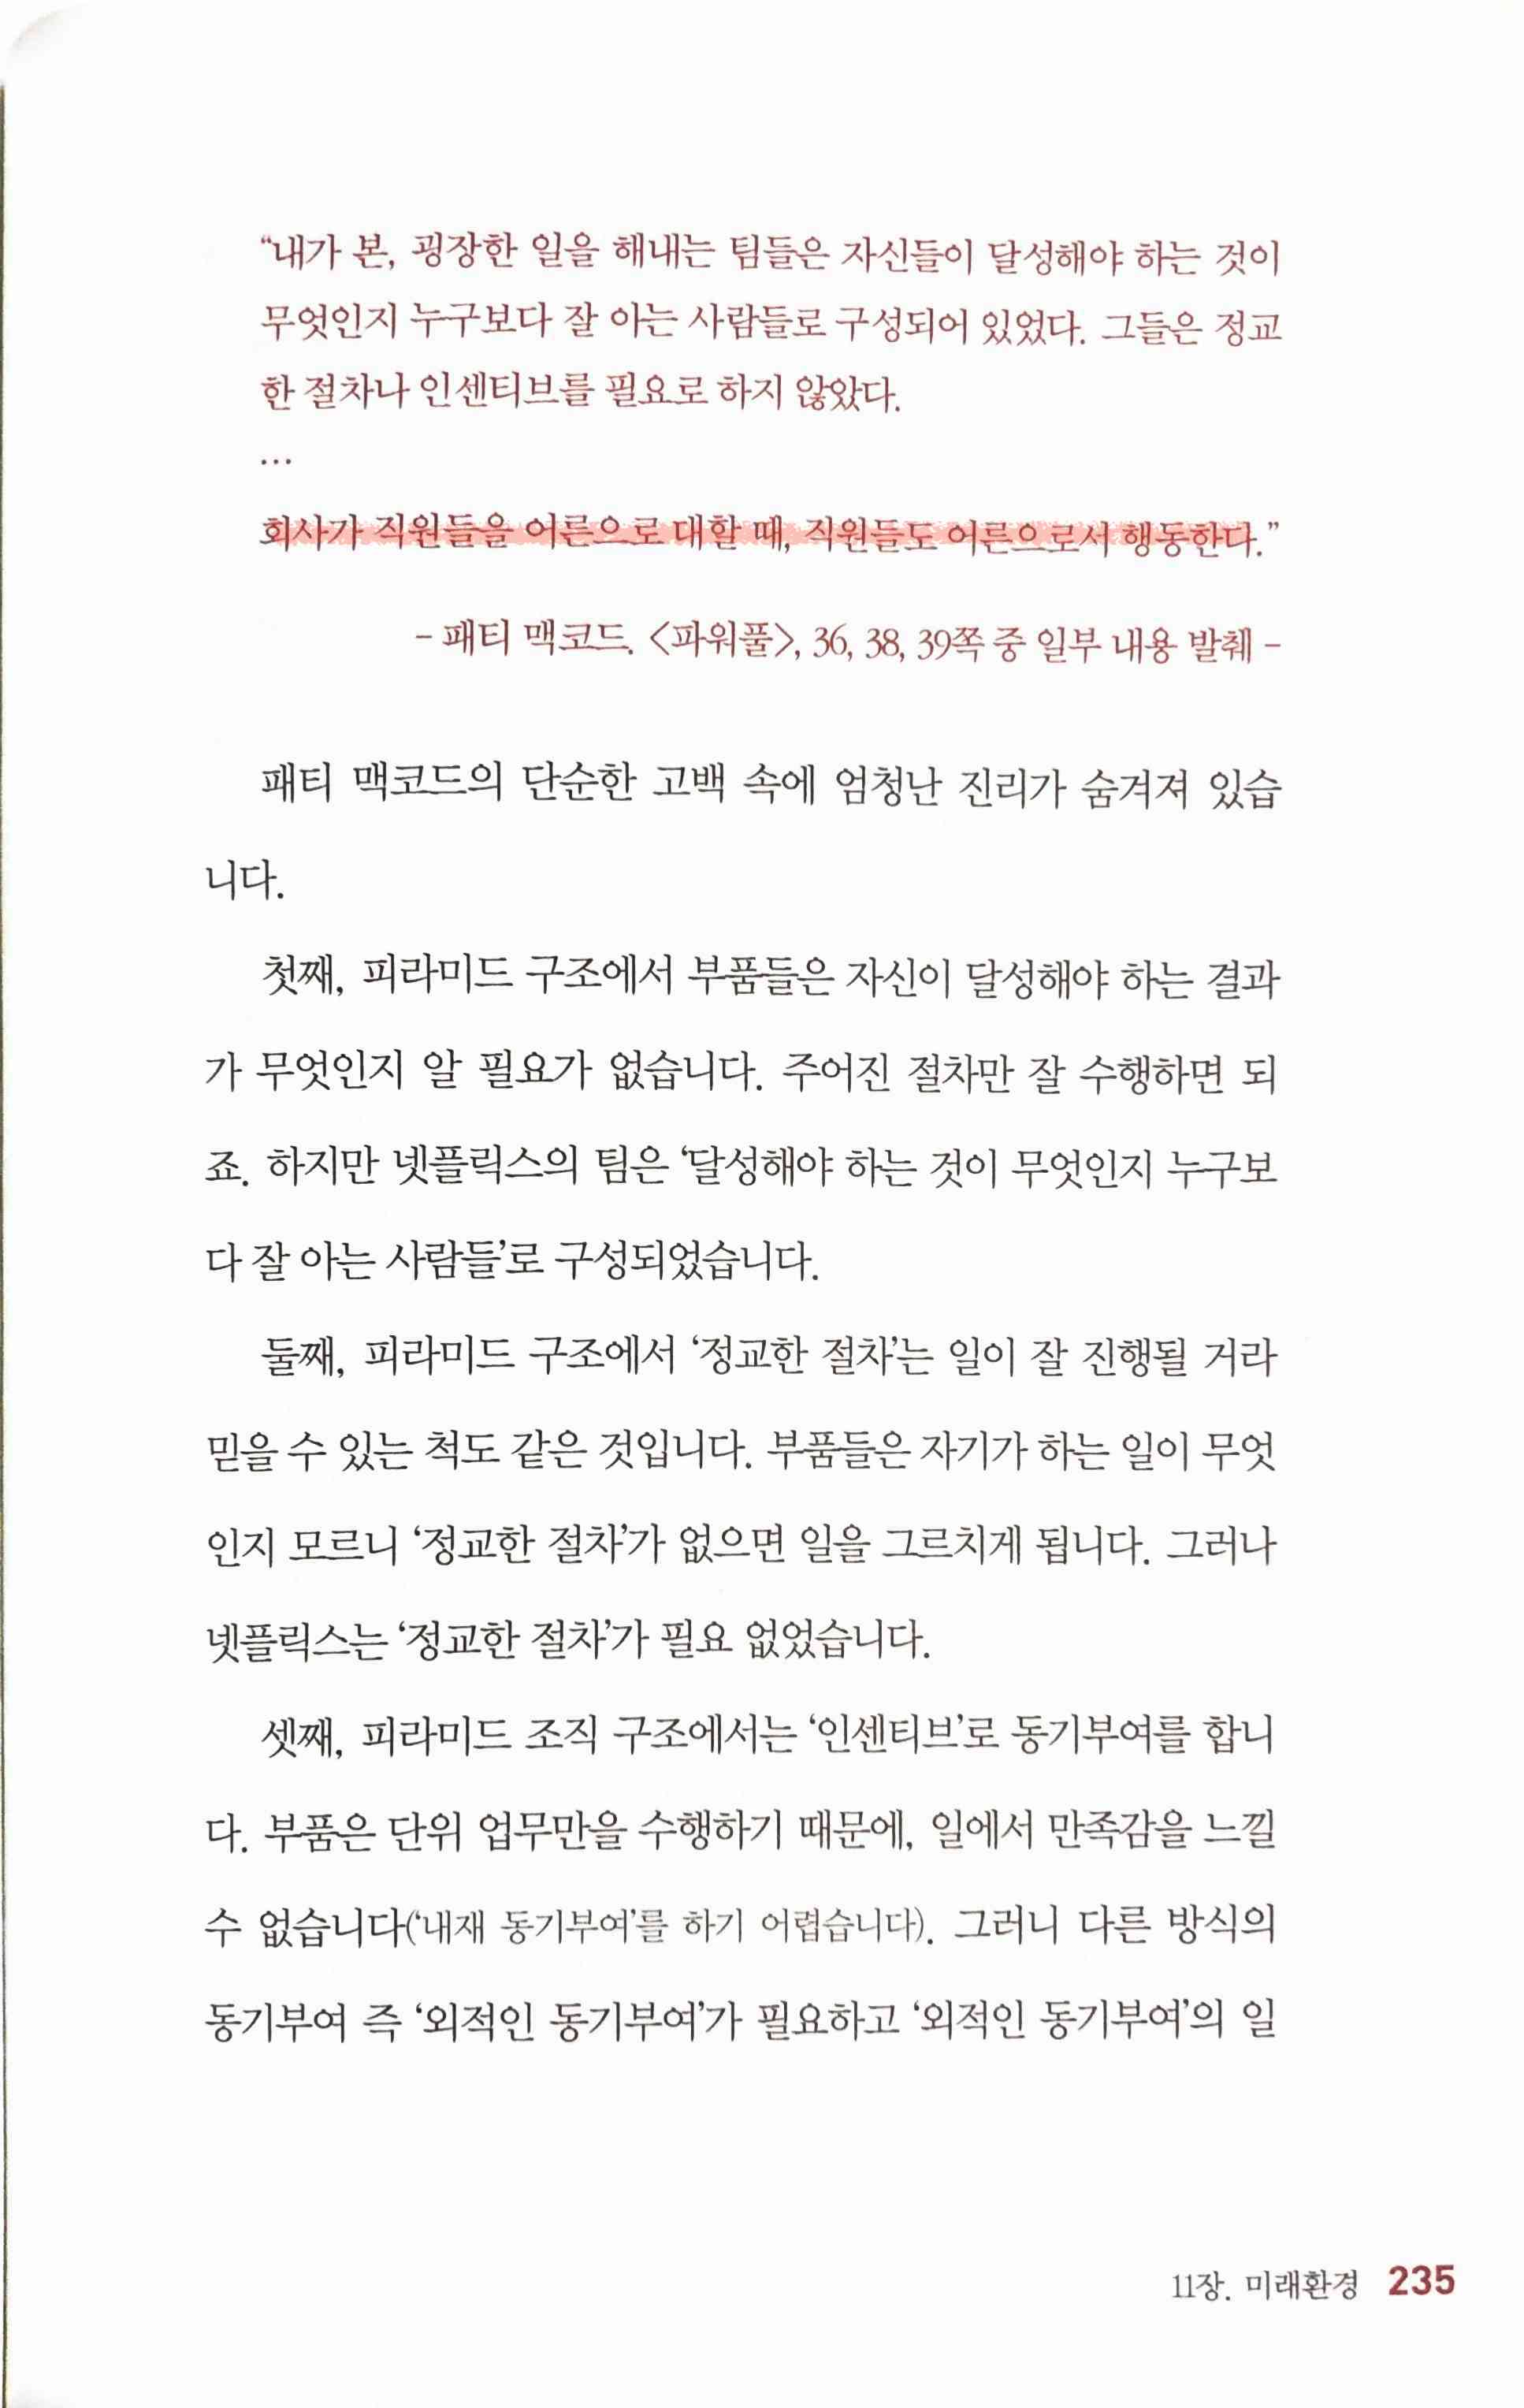 “내가 본, 굉장한 일을 해내는 팀들은 자신들이 달성해야 하는 것이
무엇인지 누구보다 잘 아는 사람들로 구성되어 있었다. 그들은 정교
한 절차나 인센티브를 필요로 하지 않았다.
…
회사가 직원들을 어른으로 대할 때, 직원들도 어른으로서 행동한다.”
– 패티 맥코드. <파워풀>, 36, 38, 39쪽 중 일부 내용 발췌 –
패티 맥코드의 단순한 고백 속에 엄청난 진리가 숨겨져 있습
니다.
첫째, 피라미드 구조에서 부품들은 자신이 달성해야 하는 결과
가 무엇인지 알 필요가 없습니다. 주어진 절차만 잘 수행하면 되
죠. 하지만 넷플릭스의 팀은 ‘달성해야 하는 것이 무엇인지 누구보
다 잘 아는 사람들’로 구성되었습니다.
둘째, 피라미드 구조에서 ‘정교한 절차’는 일이 잘 진행될 거라
믿을 수 있는 척도 같은 것입니다. 부품들은 자기가 하는 일이 무엇
인지 모르니 ‘정교한 절차’가 없으면 일을 그르치게 됩니다. 그러나
넷플릭스는 ‘정교한 절차’가 필요 없었습니다.
셋째, 피라미드 조직 구조에서는 ‘인센티브’로 동기부여를 합니
다. 부품은 단위 업무만을 수행하기 때문에, 일에서 만족감을 느낄
수 없습니다(‘내재 동기부여’를 하기 어렵습니다). 그러니 다른 방식의
동기부여 즉 ‘외적인 동기부여’가 필요하고 ‘외적인 동기부여’의 일
11장. 미래환경 235